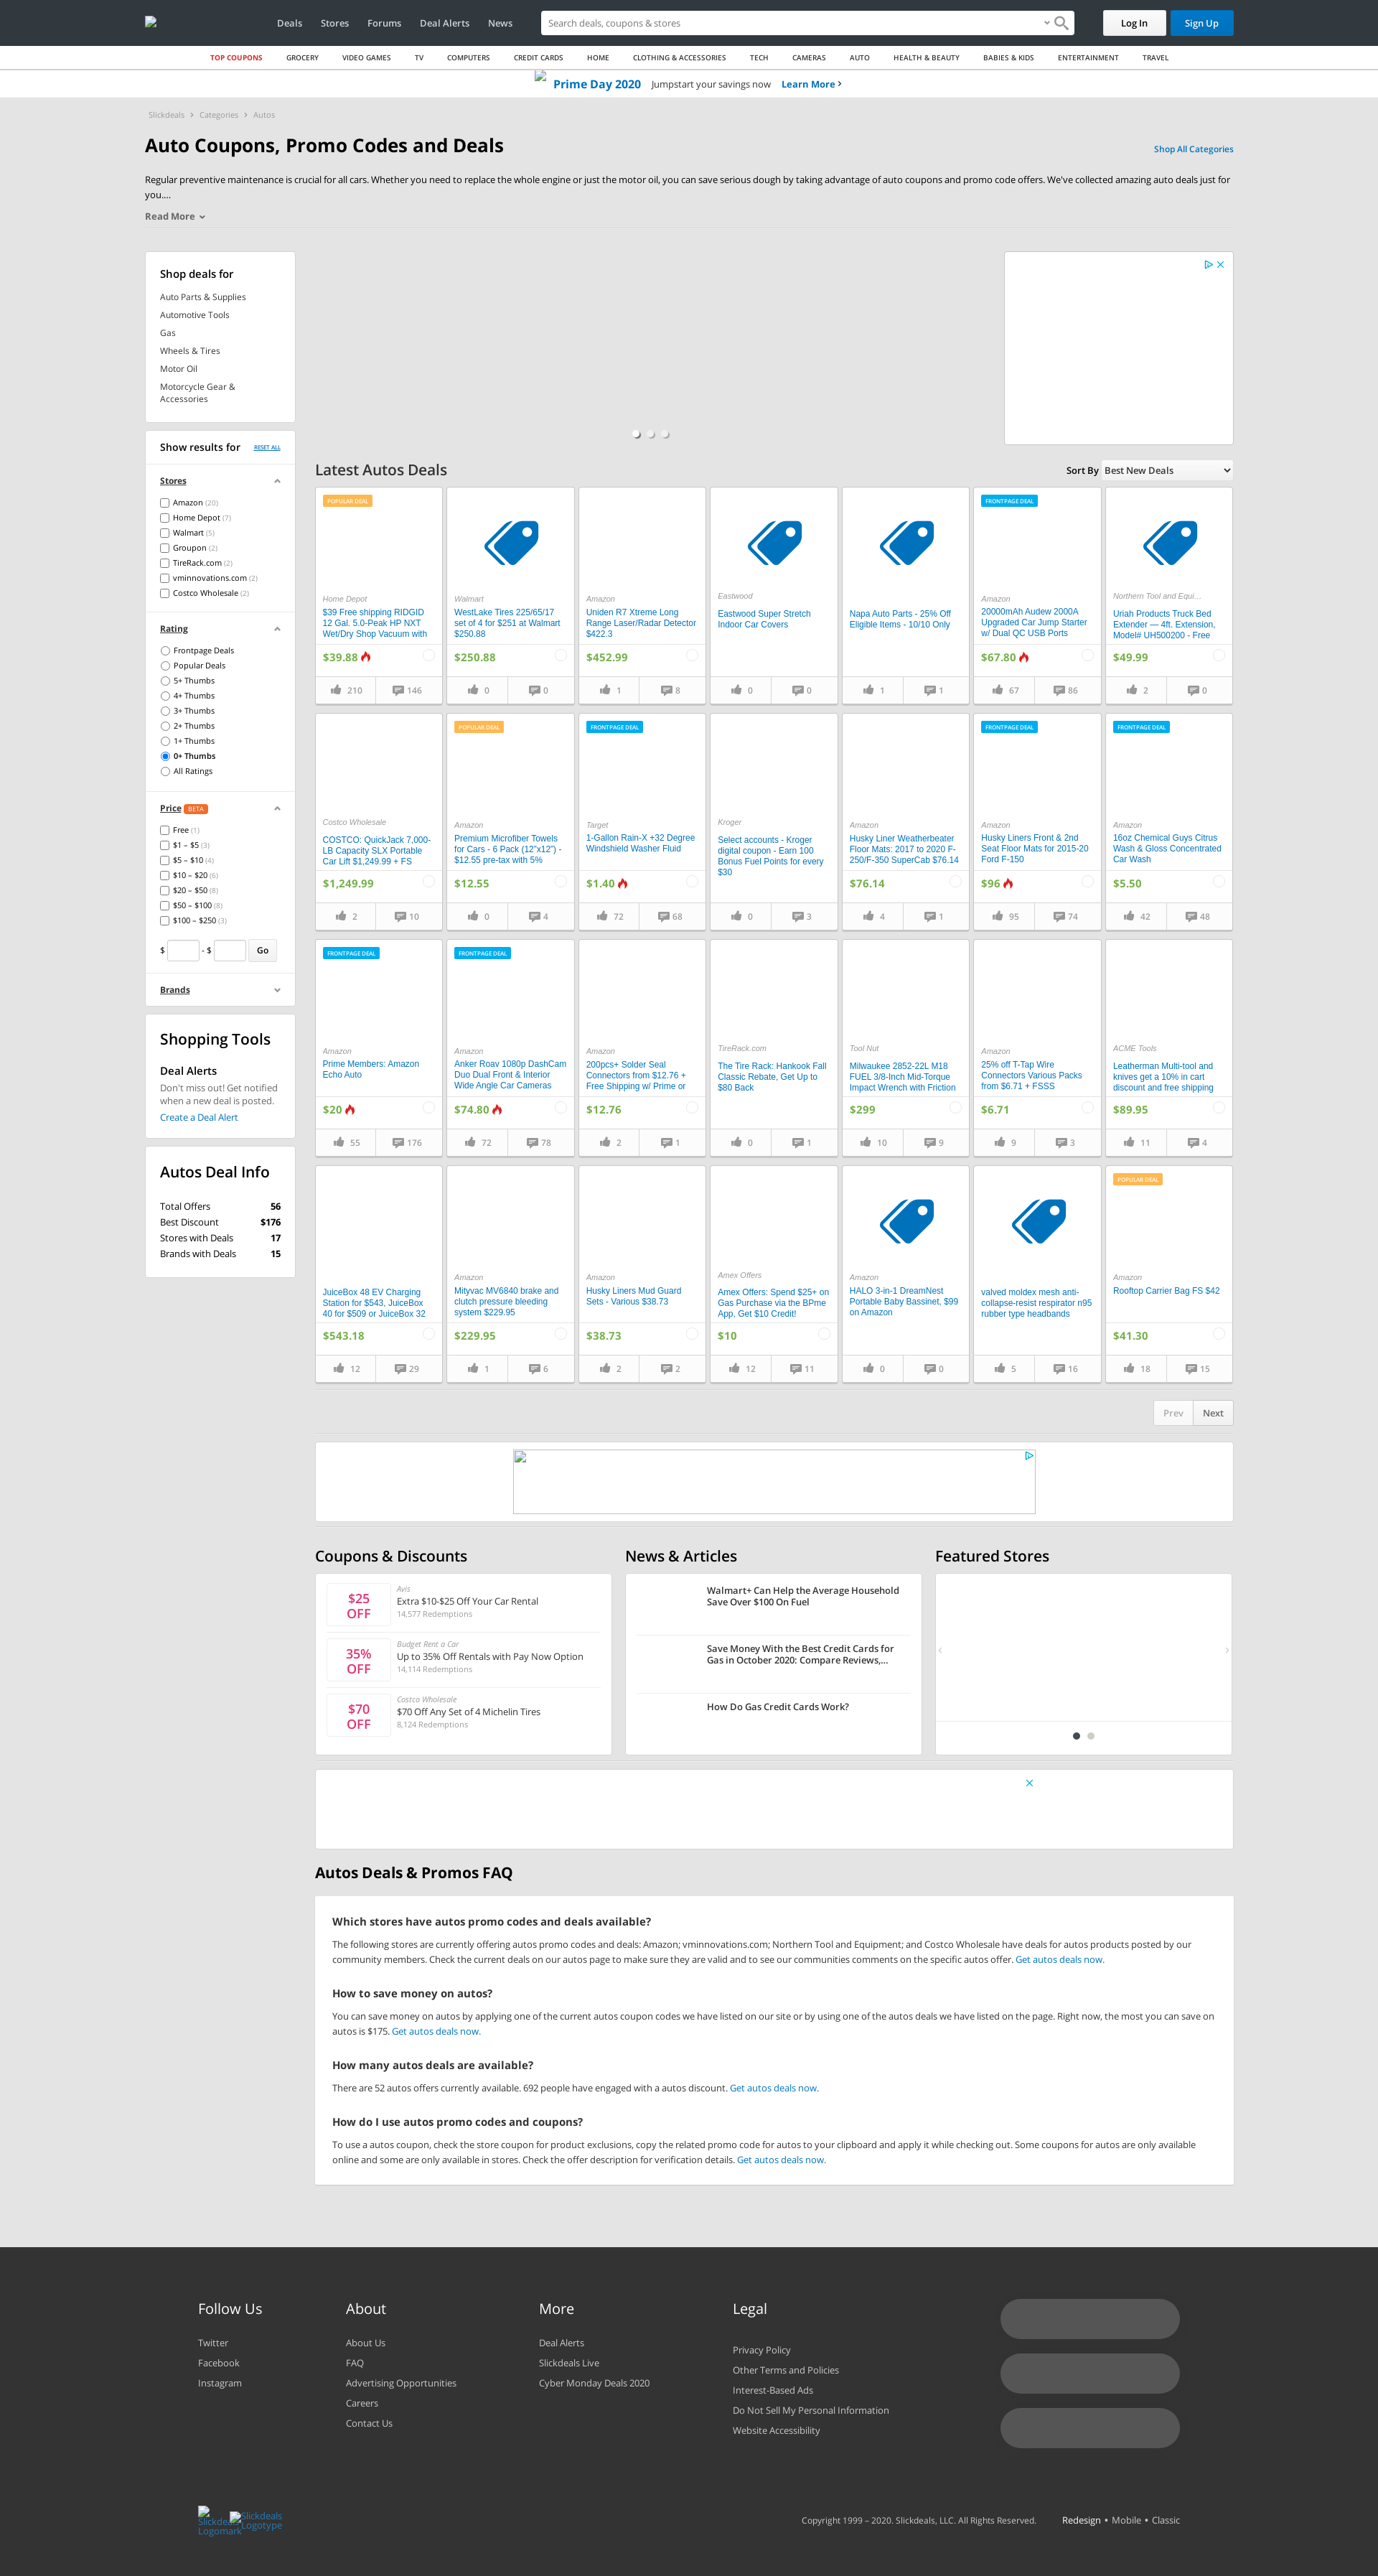 Deals Stores Forums Deal Alerts News
Search deals, coupons & stores
Log In
Sign Up
TOP COUPONS GROCERY VIDEO GAMES TV COMPUTERS CREDIT CARDS HOME CLOTHING & ACCESSORIES TECH CAMERAS AUTO HEALTH & BEAUTY BABIES & KIDS ENTERTAINMENT TRAVEL
Prime Day 2020 Jumpstart your savings now Learn More
Slickdeals > Categories > Autos
Auto Coupons, Promo Codes and Deals
Shop All Categories
Regular preventive maintenance is crucial for all cars. Whether you need to replace the whole engine or just the motor oil, you can save serious dough by taking advantage of auto coupons and promo code offers. We've collected amazing auto deals just for
you....
Read More
Shop deals for
Auto Parts & Supplies
Automotive Tools
Gas
Wheels & Tires
Motor Oil
Motorcycle Gear &
Accessories
Show results for
RESET ALL
Stores
Amazon (20)
Home Depot (7)
Walmart (5)
Groupon (2)
TireRack.com (2)
vminnovations.com (2)
Costco Wholesale (2)
Rating
Frontpage Deals
Popular Deals
5+ Thumbs
4+ Thumbs
3+ Thumbs
2+ Thumbs
1+ Thumbs
0+ Thumbs
All Ratings
Price BETA
Free (1)
$1 – $5 (3)
$5 – $10 (4)
$10 – $20 (6)
$20 – $50 (8)
$50 – $100 (8)
$100 – $250 (3)
$ - $ Go
Brands
Shopping Tools
Deal Alerts
Don't miss out! Get notified
when a new deal is posted.
Create a Deal Alert
Autos Deal Info
Total Offers 56
Best Discount $176
Stores with Deals 17
Brands with Deals 15
Latest Autos Deals
Sort By Best New Deals
POPULAR DEAL
Home Depot
$39 Free shipping RIDGID
12 Gal. 5.0-Peak HP NXT
Wet/Dry Shop Vacuum with
$39.88
210 146
Walmart
WestLake Tires 225/65/17
set of 4 for $251 at Walmart
$250.88
$250.88
0 0
Amazon
Uniden R7 Xtreme Long
Range Laser/Radar Detector
$422.3
$452.99
1 8
Eastwood
Eastwood Super Stretch
Indoor Car Covers
0 0
Napa Auto Parts - 25% Off
Eligible Items - 10/10 Only
1 1
FRONTPAGE DEAL
Amazon
20000mAh Audew 2000A
Upgraded Car Jump Starter
w/ Dual QC USB Ports
$67.80
67 86
Northern Tool and Equi...
Uriah Products Truck Bed
Extender — 4ft. Extension,
Model# UH500200 - Free
$49.99
2 0
Costco Wholesale
COSTCO: QuickJack 7,000-
LB Capacity SLX Portable
Car Lift $1,249.99 + FS
$1,249.99
2 10
POPULAR DEAL
Amazon
Premium Microfiber Towels
for Cars - 6 Pack (12"x12") -
$12.55 pre-tax with 5%
$12.55
0 4
FRONTPAGE DEAL
Target
1-Gallon Rain-X +32 Degree
Windshield Washer Fluid
$1.40
72 68
Kroger
Select accounts - Kroger
digital coupon - Earn 100
Bonus Fuel Points for every
$30
0 3
Amazon
Husky Liner Weatherbeater
Floor Mats: 2017 to 2020 F-
250/F-350 SuperCab $76.14
$76.14
4 1
FRONTPAGE DEAL
Amazon
Husky Liners Front & 2nd
Seat Floor Mats for 2015-20
Ford F-150
$96
95 74
FRONTPAGE DEAL
Amazon
16oz Chemical Guys Citrus
Wash & Gloss Concentrated
Car Wash
$5.50
42 48
FRONTPAGE DEAL
Amazon
Prime Members: Amazon
Echo Auto
$20
55 176
FRONTPAGE DEAL
Amazon
Anker Roav 1080p DashCam
Duo Dual Front & Interior
Wide Angle Car Cameras
$74.80
72 78
Amazon
200pcs+ Solder Seal
Connectors from $12.76 +
Free Shipping w/ Prime or
$12.76
2 1
TireRack.com
The Tire Rack: Hankook Fall
Classic Rebate, Get Up to
$80 Back
0 1
Tool Nut
Milwaukee 2852-22L M18
FUEL 3/8-Inch Mid-Torque
Impact Wrench with Friction
$299
10 9
Amazon
25% off T-Tap Wire
Connectors Various Packs
from $6.71 + FSSS
$6.71
9 3
ACME Tools
Leatherman Multi-tool and
knives get a 10% in cart
discount and free shipping
$89.95
11 4
JuiceBox 48 EV Charging
Station for $543, JuiceBox
40 for $509 or JuiceBox 32
$543.18
12 29
Amazon
Mityvac MV6840 brake and
clutch pressure bleeding
system $229.95
$229.95
1 6
Amazon
Husky Liners Mud Guard
Sets - Various $38.73
$38.73
2 2
Amex Offers
Amex Offers: Spend $25+ on
Gas Purchase via the BPme
App, Get $10 Credit!
$10
12 11
Amazon
HALO 3-in-1 DreamNest
Portable Baby Bassinet, $99
on Amazon
0 0
valved moldex mesh anti-
collapse-resist respirator n95
rubber type headbands
5 16
POPULAR DEAL
Amazon
Rooftop Carrier Bag FS $42
$41.30
18 15
Prev Next
Coupons & Discounts
$25
OFF
Avis
Extra $10-$25 Off Your Car Rental
14,577 Redemptions
35%
OFF
Budget Rent a Car
Up to 35% Off Rentals with Pay Now Option
14,114 Redemptions
$70
OFF
Costco Wholesale
$70 Off Any Set of 4 Michelin Tires
8,124 Redemptions
News & Articles
Walmart+ Can Help the Average Household
Save Over $100 On Fuel
Save Money With the Best Credit Cards for
Gas in October 2020: Compare Reviews,...
How Do Gas Credit Cards Work?
Featured Stores
Autos Deals & Promos FAQ
Which stores have autos promo codes and deals available?
The following stores are currently offering autos promo codes and deals: Amazon; vminnovations.com; Northern Tool and Equipment; and Costco Wholesale have deals for autos products posted by our
community members. Check the current deals on our autos page to make sure they are valid and to see our communities comments on the specific autos offer. Get autos deals now.
How to save money on autos?
You can save money on autos by applying one of the current autos coupon codes we have listed on our site or by using one of the autos deals we have listed on the page. Right now, the most you can save on
autos is $175. Get autos deals now.
How many autos deals are available?
There are 52 autos offers currently available. 692 people have engaged with a autos discount. Get autos deals now.
How do I use autos promo codes and coupons?
To use a autos coupon, check the store coupon for product exclusions, copy the related promo code for autos to your clipboard and apply it while checking out. Some coupons for autos are only available
online and some are only available in stores. Check the offer description for verification details. Get autos deals now.
Follow Us
Twitter
Facebook
Instagram
About
About Us
FAQ
Advertising Opportunities
Careers
Contact Us
More
Deal Alerts
Slickdeals Live
Cyber Monday Deals 2020
Legal
Privacy Policy
Other Terms and Policies
Interest-Based Ads
Do Not Sell My Personal Information
Website Accessibility
Slickdeals
Logomark
Slickdeals
Logotype
Copyright 1999 – 2020. Slickdeals, LLC. All Rights Reserved.
Redesign • Mobile • Classic